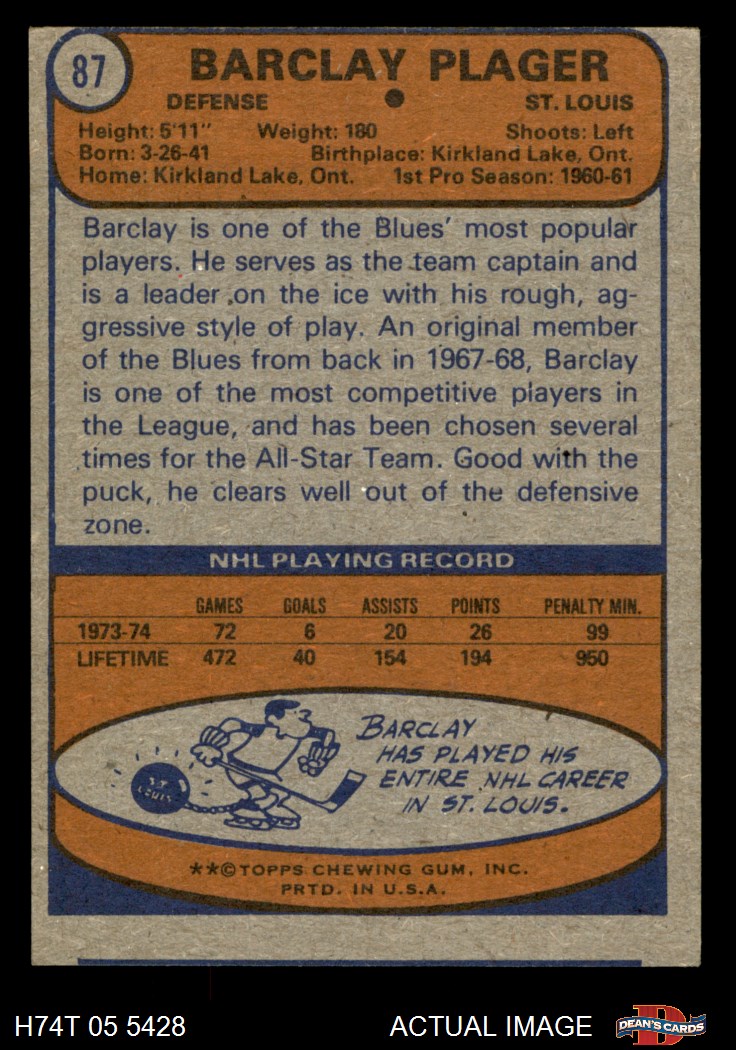 87
BARCLAY PLAGER
DEFENSE ST. LOUIS
Height: 5'11" Weight: 180 Shoots: Left
Born: 3-26-41 Birthplace: Kirkland Lake, Ont.
Home: Kirkland Lake, Ont. 1st Pro Season: 1960-61
Barclay is one of the Blues' most popular
players. He serves as the team captain and
is a leader on the ice with his rough, ag-
gressive style of play. An original member
of the Blues from back in 1967-68, Barclay
is one of the most competitive players in
the League, and has been chosen several
times for the All-Star Team. Good with the
puck, he clears well out of the defensive
zone.
NHL PLAYING RECORD
GAMES GOALS ASSISTS POINTS PENALTY MIN.
1973-74 72 6 20 26 99
LIFETIME 472 40 154 194 950
BARCLAY
HAS PLAYED HIS
ENTIRE NHL CAREER
IN ST. LOUIS.
ST.
LOUIS
**©TOPPS CHEWING GUM, INC.
PRTD. IN U.S.A.
H74T 05 5428 ACTUAL IMAGE
D
DEAN'S CARDS